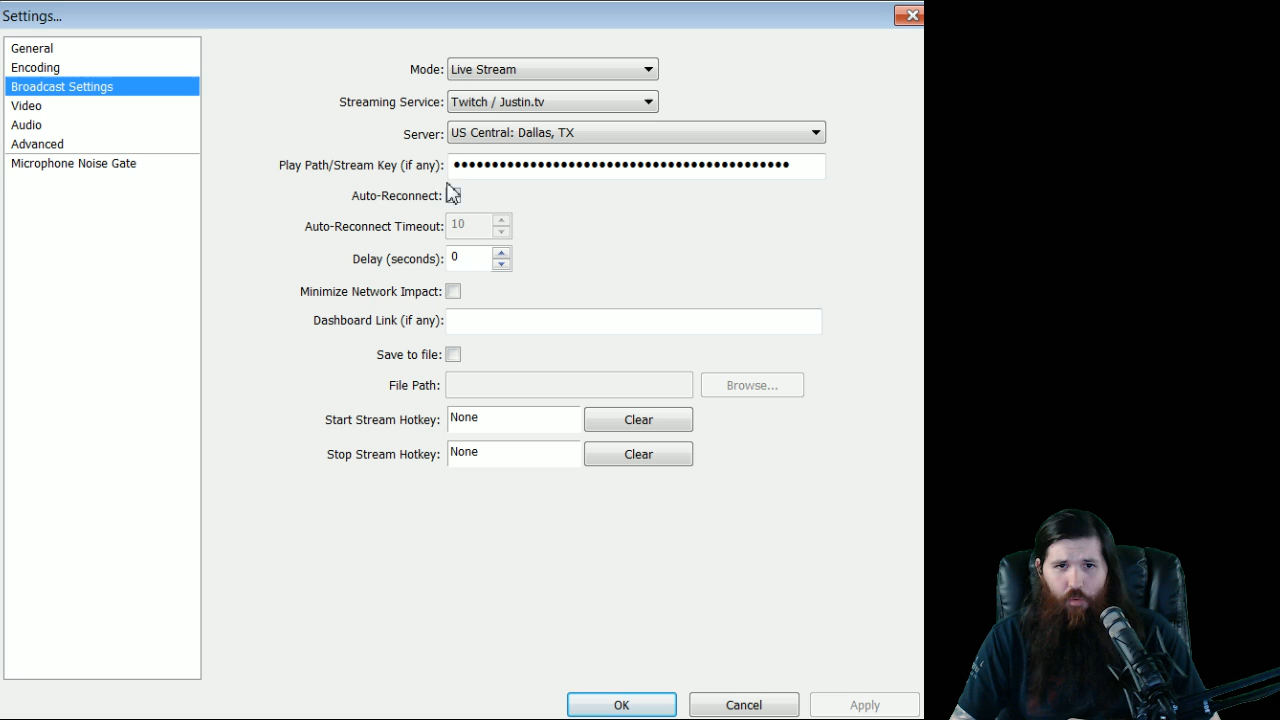 Settings...
General
Encoding
Broadcast Settings
Video
Audio
Advanced
Microphone Noise Gate
Mode: Live Stream
Streaming Service: Twitch / Justin.tv
Server: US Central: Dallas, TX
Play Path/Stream Key (if any): ●●●●●●●●●●●●●●●●●●●●●●●●●●●●●●●●●●●●●●●●●●●●
Auto-Reconnect:
Auto-Reconnect Timeout: 10
Delay (seconds): 0
Minimize Network Impact:
Dashboard Link (if any):
Save to file:
File Path: Browse...
Start Stream Hotkey: None Clear
Stop Stream Hotkey: None Clear
OK Cancel Apply